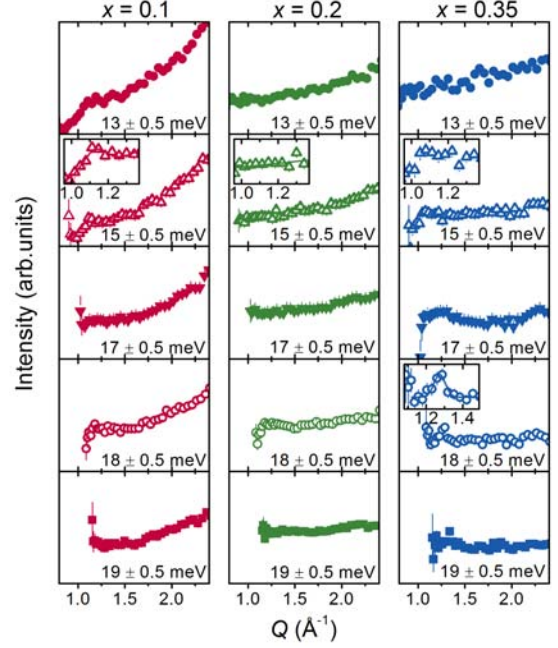 x = 0.1 x = 0.2 x = 0.35
13 ± 0.5 meV 13 ± 0.5 meV 13 ± 0.5 meV
1.0 1.2 1.0 1.2 1.0 1.2
15 ± 0.5 meV 15 ± 0.5 meV 15 ± 0.5 meV
Intensity (arb.units)
17 ± 0.5 meV 17 ± 0.5 meV 17 ± 0.5 meV
1.2 1.4
18 ± 0.5 meV 18 ± 0.5 meV 18 ± 0.5 meV
19 ± 0.5 meV 19 ± 0.5 meV 19 ± 0.5 meV
1.0 1.5 2.0 1.0 1.5 2.0 1.0 1.5 2.0
Q (Å⁻¹)